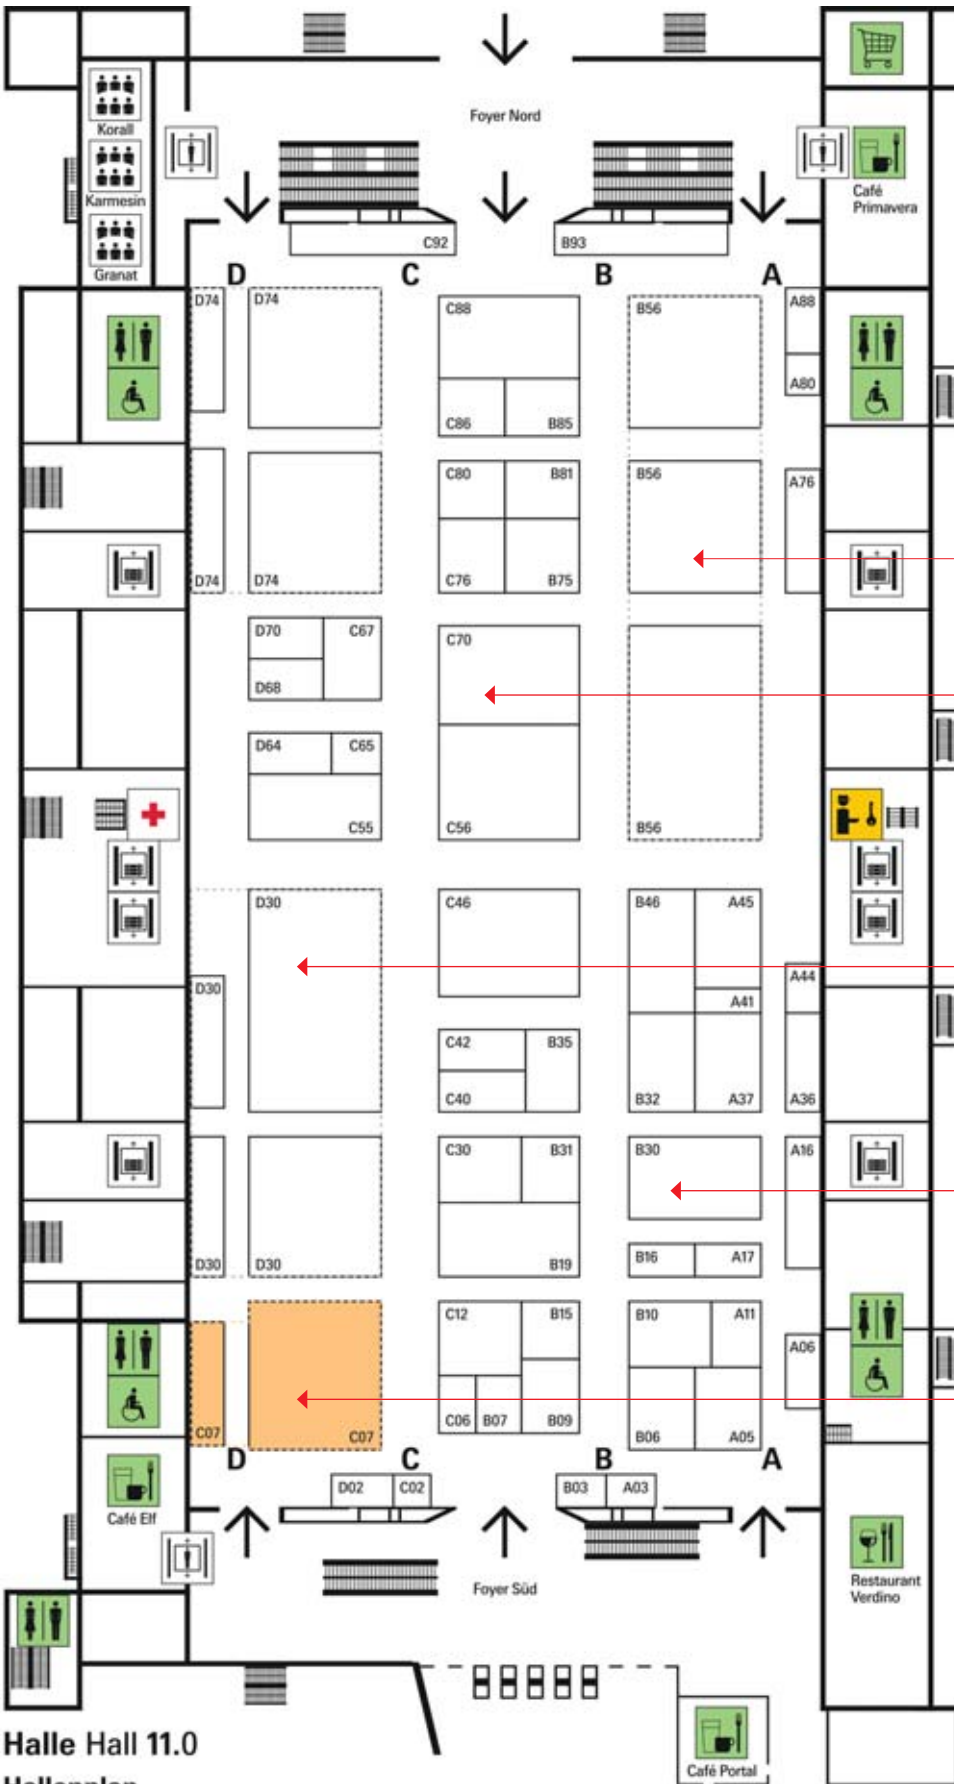 Foyer Nord
Korall
Karmesin
Granat
Café
Primavera
C92
B93
D
C
B
A
D74
D74
C88
B56
A88
A80
C86
B85
C80
B81
B56
A76
D74
D74
C76
B75
D70
C67
C70
D68
D64
C65
C55
C56
B56
D30
C46
B46
A45
A44
D30
A41
C42
B35
C40
B32
A37
A36
C30
B31
B30
A16
B16
A17
D30
D30
B19
C12
B15
B10
A11
A06
C07
C07
C06
B07
B09
B06
A05
D
C
B
A
D02
C02
B03
A03
Café Elf
Foyer Süd
Restaurant
Verdino
Halle Hall 11.0
Hallenplan
Café Portal